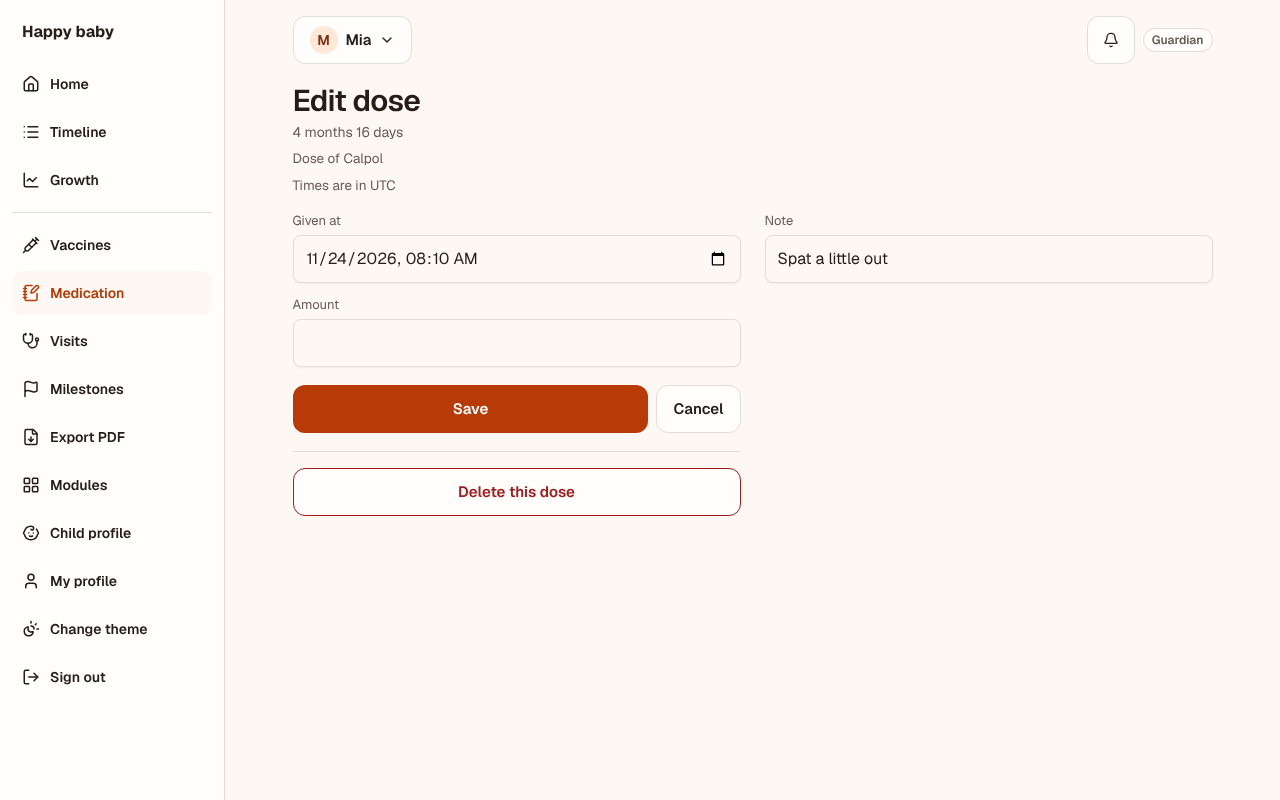 Happy baby
Home
Timeline
Growth
Vaccines
Medication
Visits
Milestones
Export PDF
Modules
Child profile
My profile
Change theme
Sign out
M Mia
Guardian
Edit dose
4 months 16 days
Dose of Calpol
Times are in UTC
Given at
11/24/2026, 08:10 AM
Note
Spat a little out
Amount
Save
Cancel
Delete this dose